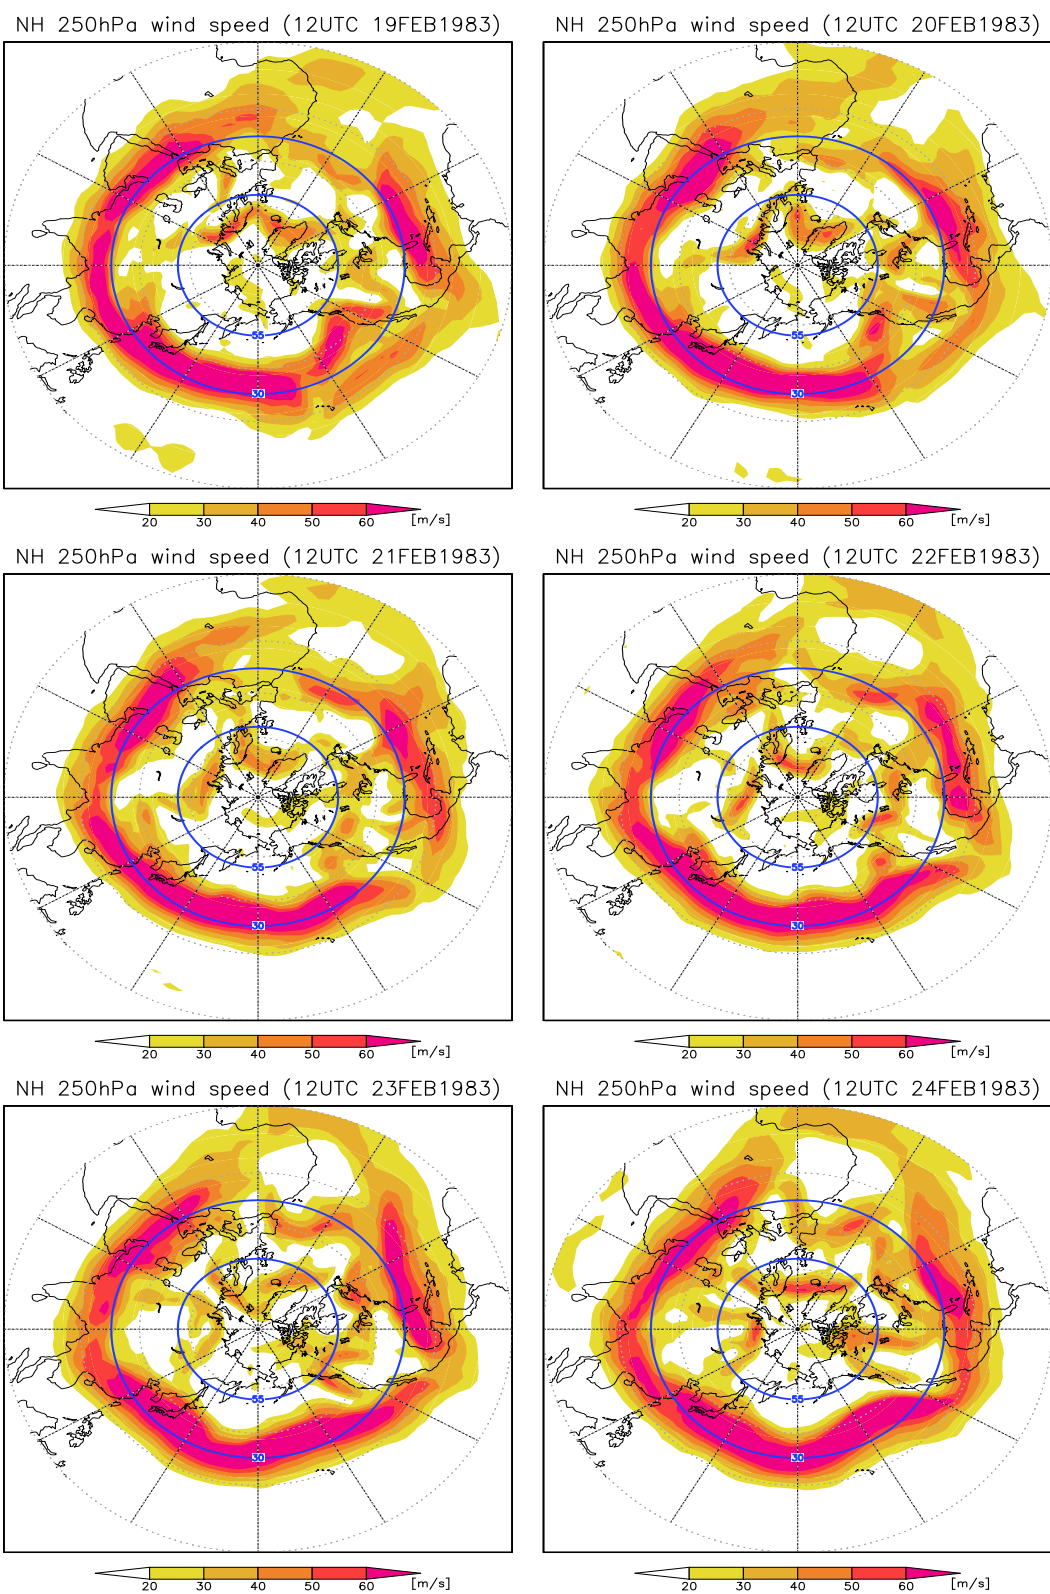 NH 250hPa wind speed (12UTC 19FEB1983)
NH 250hPa wind speed (12UTC 20FEB1983)
55
30
55
30
20 30 40 50 60 [m/s]
20 30 40 50 60 [m/s]
NH 250hPa wind speed (12UTC 21FEB1983)
NH 250hPa wind speed (12UTC 22FEB1983)
55
30
55
30
20 30 40 50 60 [m/s]
20 30 40 50 60 [m/s]
NH 250hPa wind speed (12UTC 23FEB1983)
NH 250hPa wind speed (12UTC 24FEB1983)
55
30
55
30
20 30 40 50 60 [m/s]
20 30 40 50 60 [m/s]